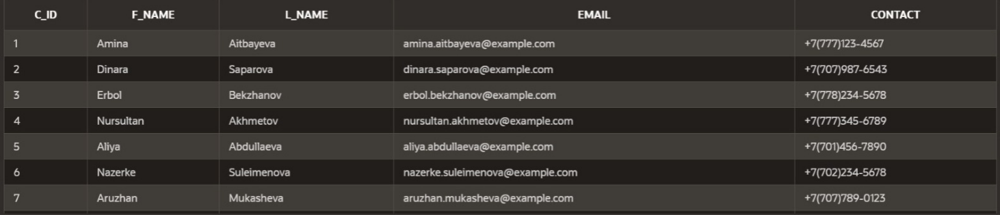 C_ID F_NAME L_NAME EMAIL CONTACT
1 Amina Aitbayeva amina.aitbayeva@example.com +7(777)123-4567
2 Dinara Saparova dinara.saparova@example.com +7(707)987-6543
3 Erbol Bekzhanov erbol.bekzhanov@example.com +7(778)234-5678
4 Nursultan Akhmetov nursultan.akhmetov@example.com +7(777)345-6789
5 Aliya Abdullaeva aliya.abdullaeva@example.com +7(701)456-7890
6 Nazerke Suleimenova nazerke.suleimenova@example.com +7(702)234-5678
7 Aruzhan Mukasheva aruzhan.mukasheva@example.com +7(707)789-0123